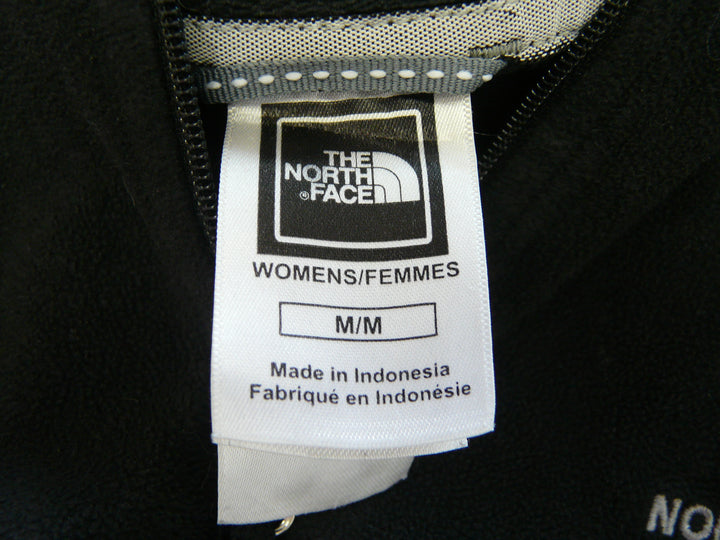 THE
NORTH
FACE®
WOMENS/FEMMES
M/M
Made in Indonesia
Fabriqué en Indonésie